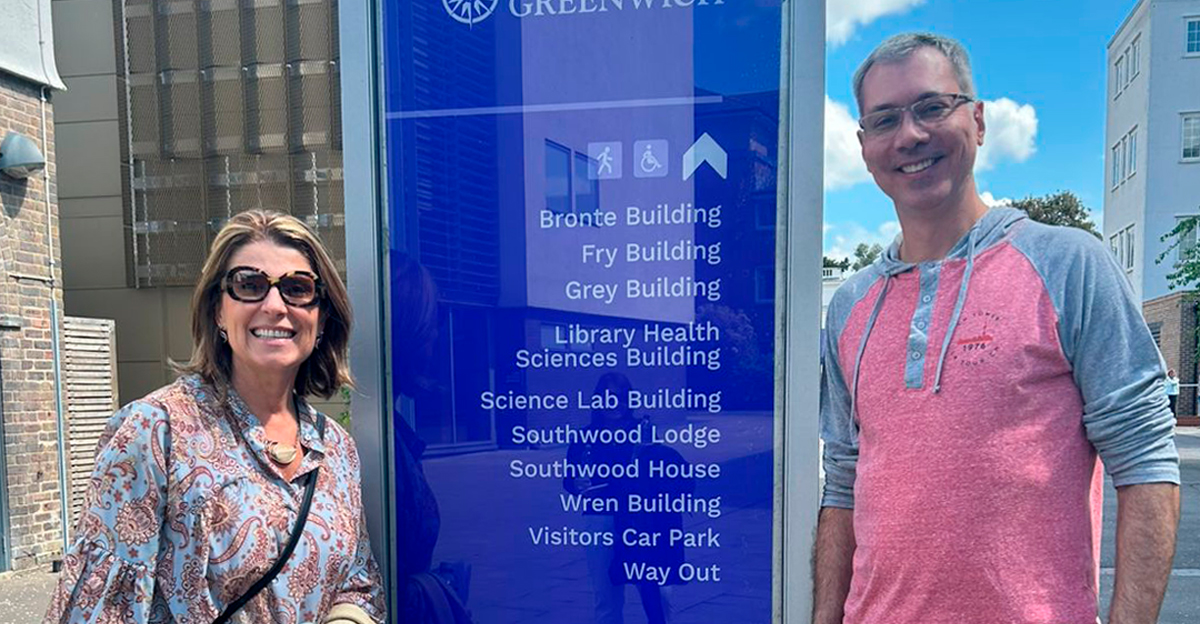 GREENWICH
Bronte Building
Fry Building
Grey Building
Library Health
Sciences Building
Science Lab Building
Southwood Lodge
Southwood House
Wren Building
Visitors Car Park
Way Out
1976